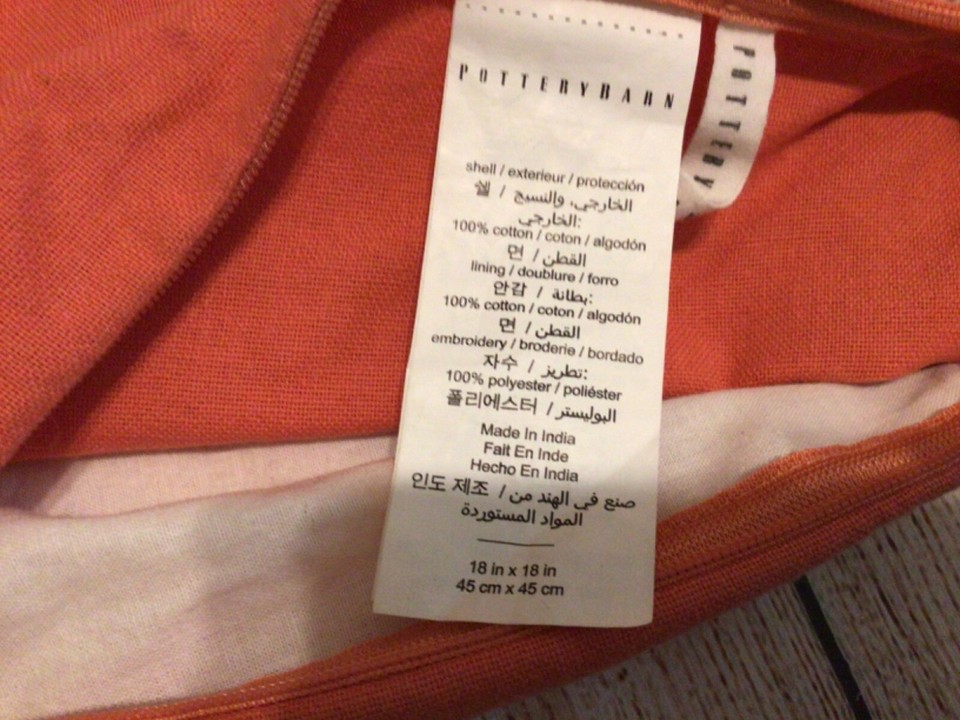 POTTERYBARN
POTTERY
shell / exterieur / protección
쉘 / الخارجي، والنسيج
الخارجي:
100% cotton / coton / algodón
면 / القطن
lining / doublure / forro
안감 / بطانة:
100% cotton / coton / algodón
면 / القطن
embroidery / broderie / bordado
자수 / تطريز:
100% polyester / poliéster
폴리에스터 / البوليستر
Made In India
Fait En Inde
Hecho En India
인도 제조 / صنع في الهند من
المواد المستوردة
18 in x 18 in
45 cm x 45 cm